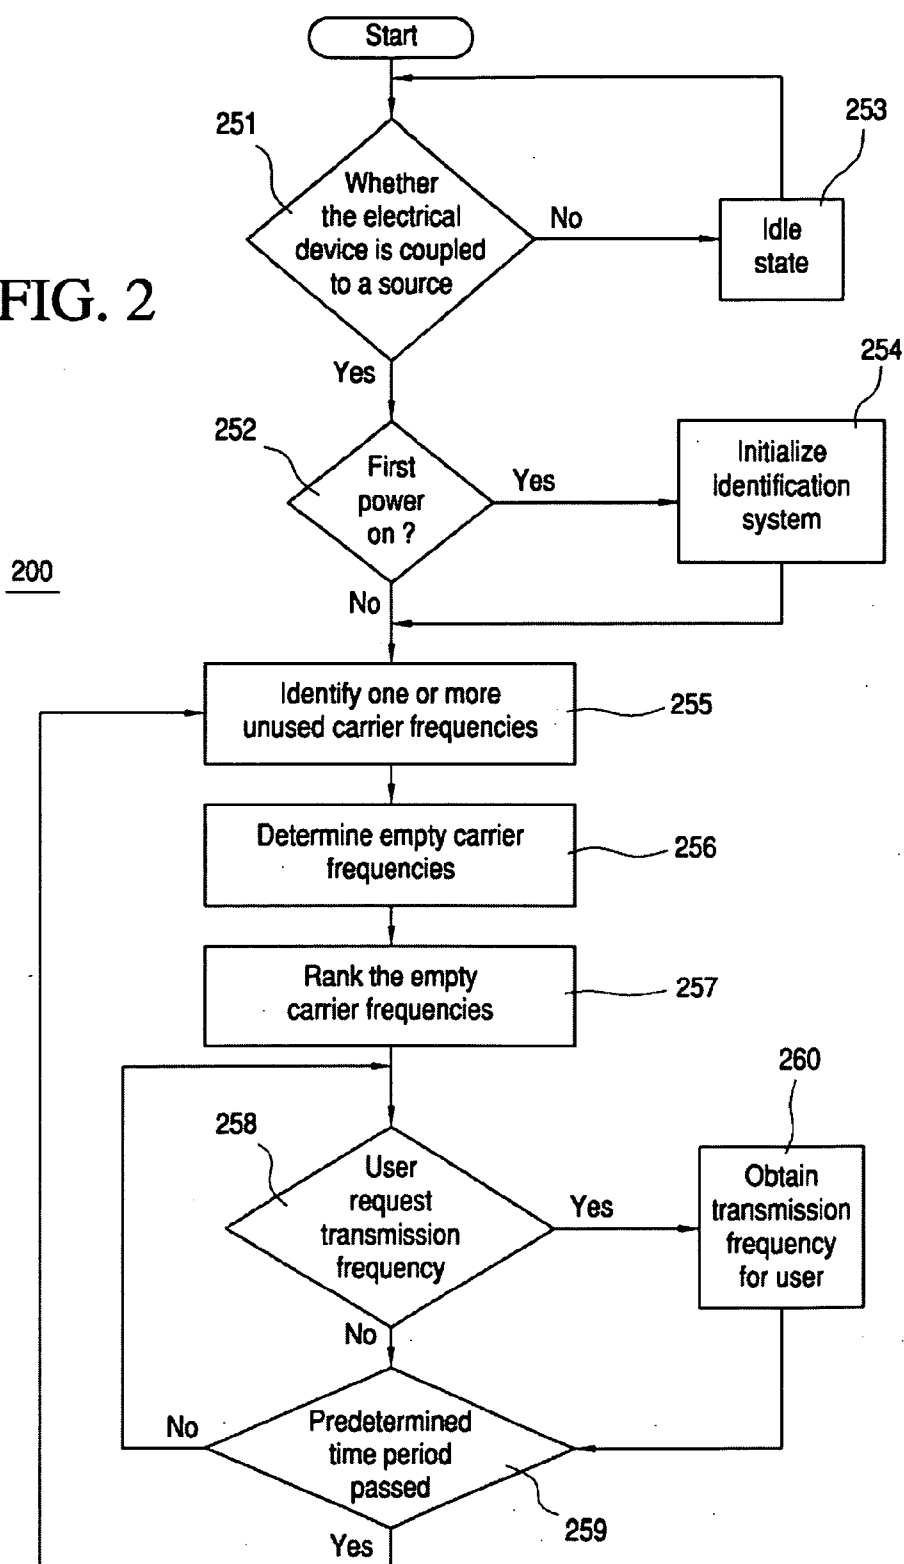 Start
251
253
Whether
the electrical
device is coupled
to a source
No
Idle
state
FIG. 2
Yes
254
252
First
power
on ?
Yes
Initialize
identification
system
200
No
Identify one or more
unused carrier frequencies
255
Determine empty carrier
frequencies
256
Rank the empty
carrier frequencies
257
260
258
User
request
transmission
frequency
Yes
Obtain
transmission
frequency
for user
No
No
Predetermined
time period
passed
259
Yes